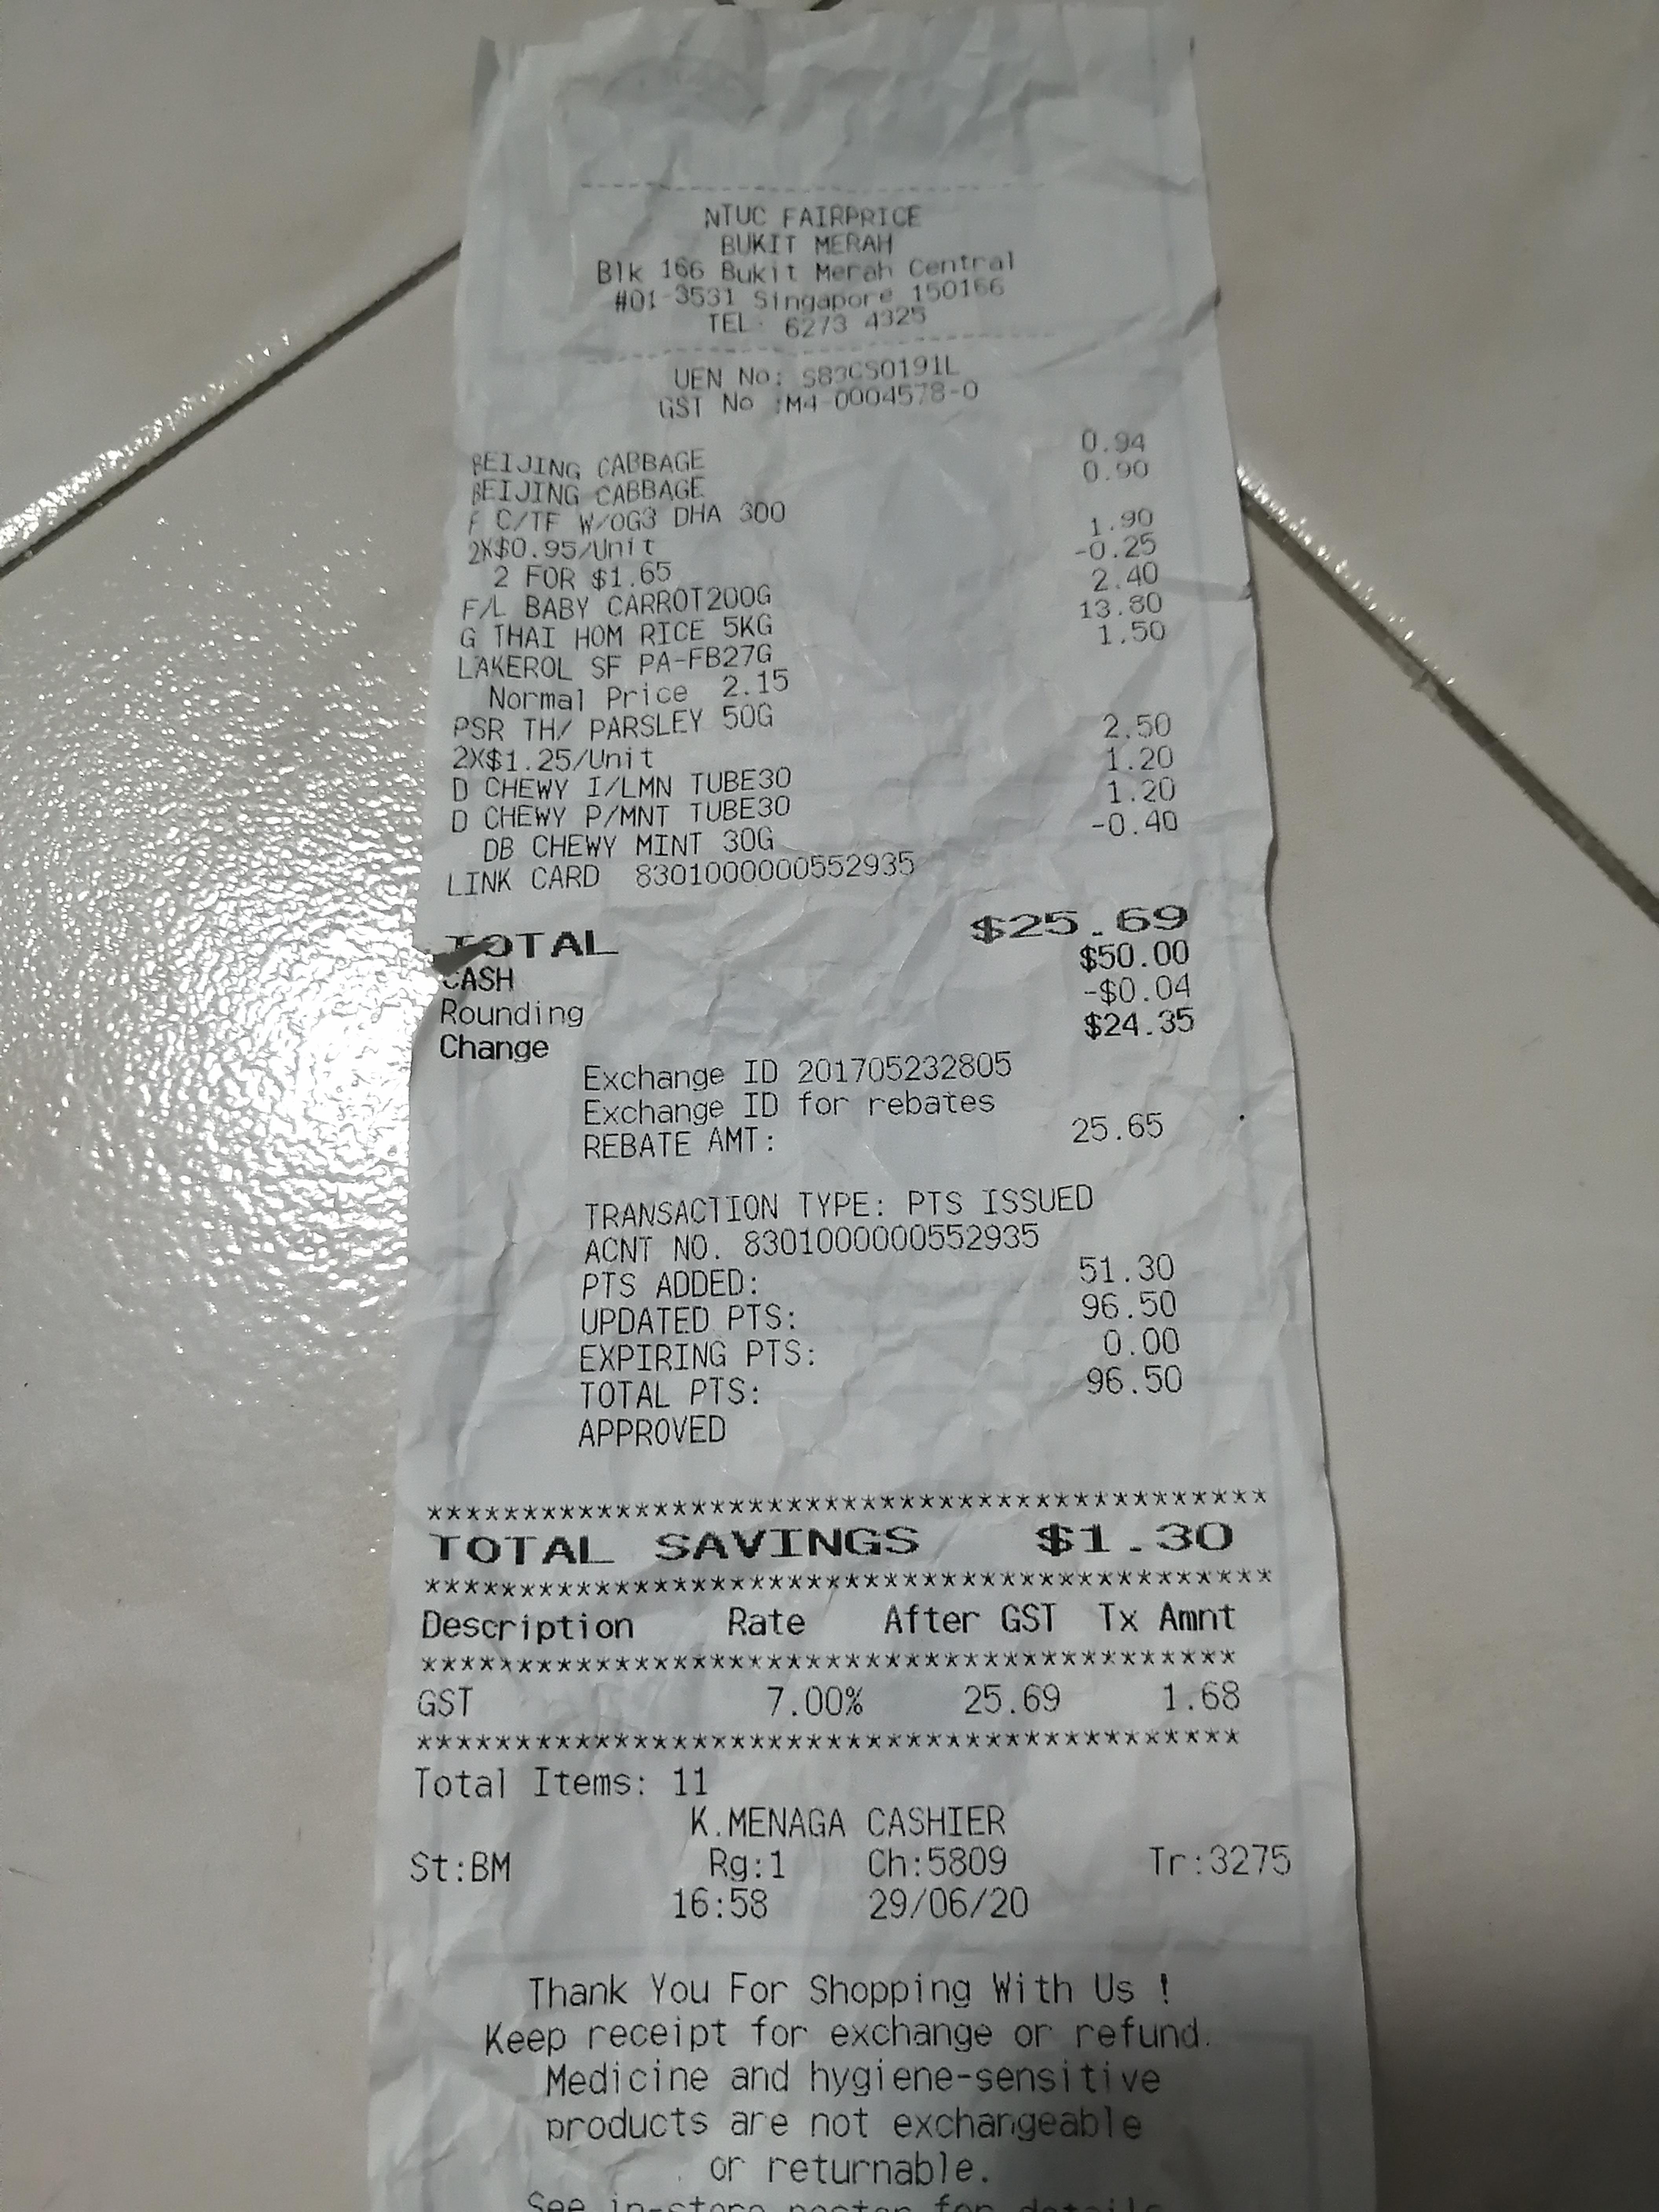 NTUC FAIRPRICE
BUKIT MERAH
Blk 166 Bukit Merah Central
#01-3531 Singapore 150166
TEL: 6273 4325
UEN No: S83CS0191L
GST No :M4-0004578-0
BEIJING CABBAGE 0.94
BEIJING CABBAGE 0.90
F C/TF W/OG3 DHA 300
2X$0.95/Unit 1.90
2 FOR $1.65 -0.25
F/L BABY CARROT200G 2.40
G THAI HOM RICE 5KG 13.80
LAKEROL SF PA-FB27G 1.50
Normal Price 2.15
PSR TH/ PARSLEY 50G
2X$1.25/Unit 2.50
D CHEWY I/LMN TUBE30 1.20
D CHEWY P/MNT TUBE30 1.20
DB CHEWY MINT 30G -0.40
LINK CARD 8301000000552935
TOTAL $25.69
CASH $50.00
Rounding -$0.04
Change $24.35
Exchange ID 201705232805
Exchange ID for rebates
REBATE AMT: 25.65
TRANSACTION TYPE: PTS ISSUED
ACNT NO. 8301000000552935
PTS ADDED: 51.30
UPDATED PTS: 96.50
EXPIRING PTS: 0.00
TOTAL PTS: 96.50
APPROVED
*******************************************
TOTAL SAVINGS $1.30
*******************************************
Description Rate After GST Tx Amnt
******************************************
GST 7.00% 25.69 1.68
******************************************
Total Items: 11
K.MENAGA CASHIER
St:BM Rg:1 Ch:5809 Tr:3275
16:58 29/06/20
Thank You For Shopping With Us !
Keep receipt for exchange or refund.
Medicine and hygiene-sensitive
products are not exchangeable
or returnable.
See in-store poster for details